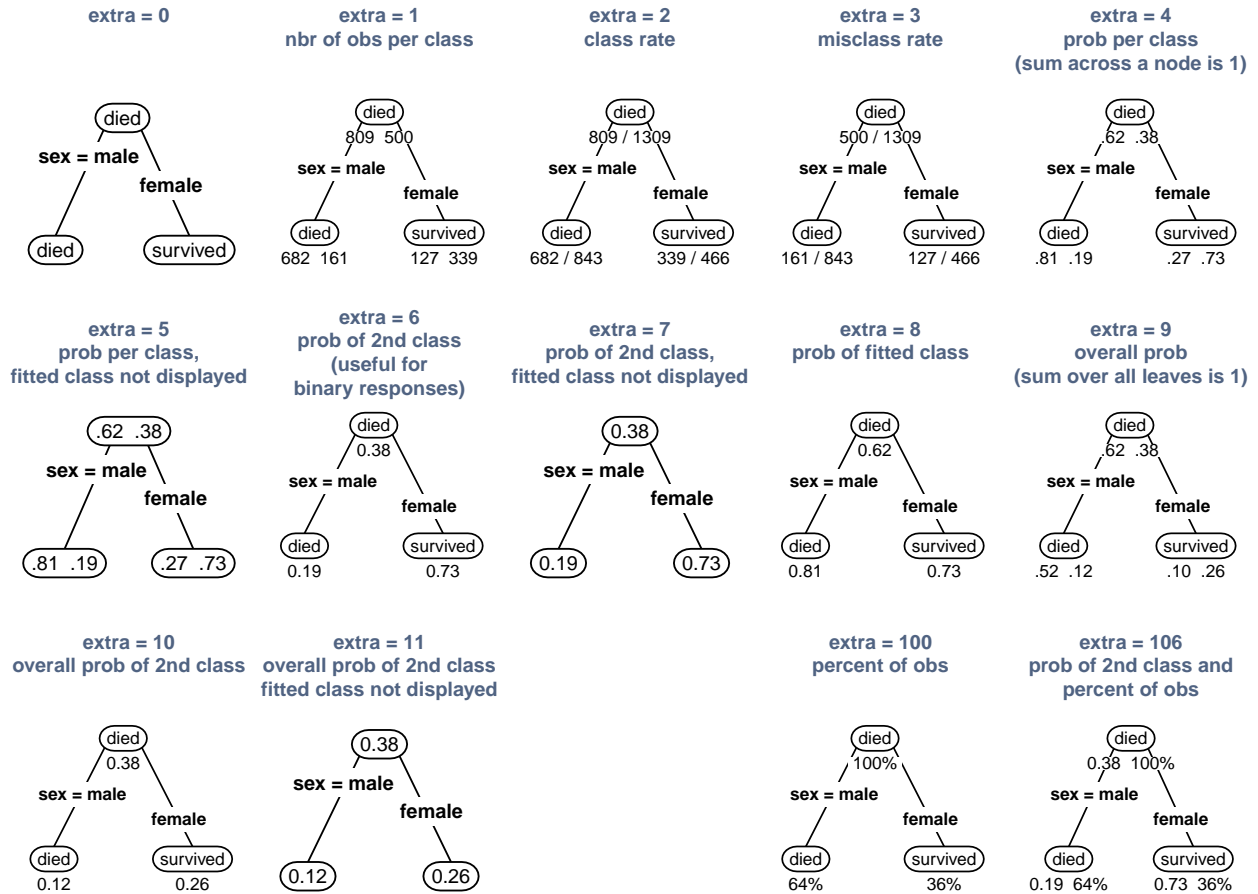 extra = 0
died
sex = male
female
died
survived
extra = 1
nbr of obs per class
died
809 500
sex = male
female
died
survived
682 161
127 339
extra = 2
class rate
died
809 / 1309
sex = male
female
died
survived
682 / 843
339 / 466
extra = 3
misclass rate
died
500 / 1309
sex = male
female
died
survived
161 / 843
127 / 466
extra = 4
prob per class
(sum across a node is 1)
died
.62 .38
sex = male
female
died
survived
.81 .19
.27 .73
extra = 5
prob per class,
fitted class not displayed
.62 .38
sex = male
female
.81 .19
.27 .73
extra = 6
prob of 2nd class
(useful for
binary responses)
died
0.38
sex = male
female
died
survived
0.19
0.73
extra = 7
prob of 2nd class,
fitted class not displayed
0.38
sex = male
female
0.19
0.73
extra = 8
prob of fitted class
died
0.62
sex = male
female
died
survived
0.81
0.73
extra = 9
overall prob
(sum over all leaves is 1)
died
.62 .38
sex = male
female
died
survived
.52 .12
.10 .26
extra = 10
overall prob of 2nd class
died
0.38
sex = male
female
died
survived
0.12
0.26
extra = 11
overall prob of 2nd class
fitted class not displayed
0.38
sex = male
female
0.12
0.26
extra = 100
percent of obs
died
100%
sex = male
female
died
survived
64%
36%
extra = 106
prob of 2nd class and
percent of obs
died
0.38 100%
sex = male
female
died
survived
0.19 64%
0.73 36%